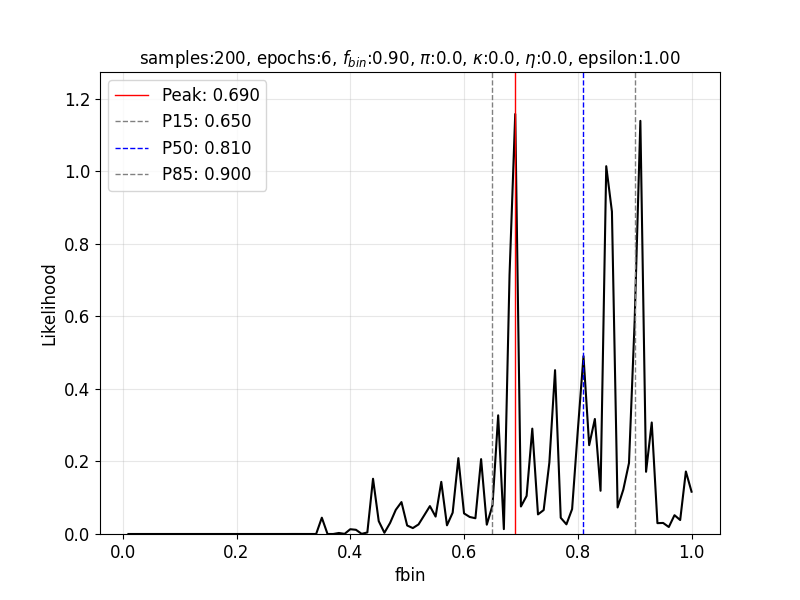 samples:200, epochs:6, f_bin:0.90, π:0.0, κ:0.0, η:0.0, epsilon:1.00
Peak: 0.690
P15: 0.650
P50: 0.810
P85: 0.900
Likelihood
1.2
1.0
0.8
0.6
0.4
0.2
0.0
0.0 0.2 0.4 0.6 0.8 1.0
fbin